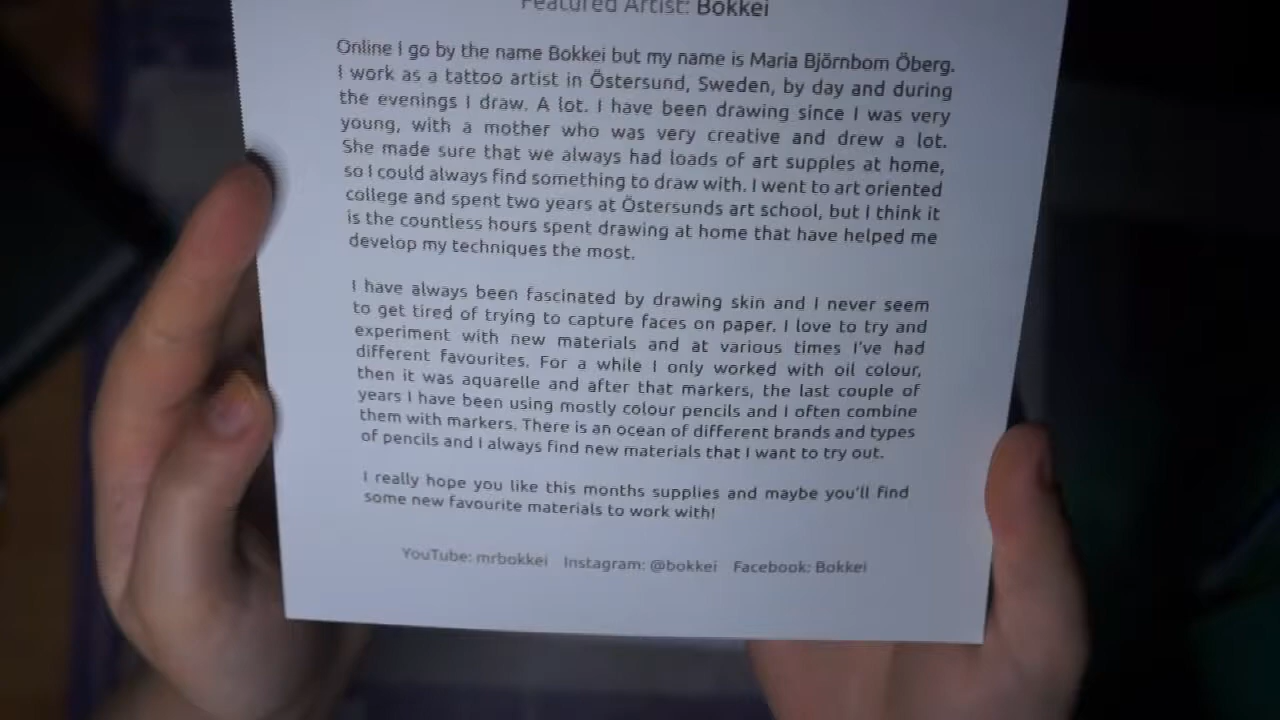 Featured Artist: Bokkei
Online I go by the name Bokkei but my name is Maria Björnbom Öberg.
I work as a tattoo artist in Östersund, Sweden, by day and during
the evenings I draw. A lot. I have been drawing since I was very
young, with a mother who was very creative and drew a lot.
She made sure that we always had loads of art supples at home,
so I could always find something to draw with. I went to art oriented
college and spent two years at Östersunds art school, but I think it
is the countless hours spent drawing at home that have helped me
develop my techniques the most.
I have always been fascinated by drawing skin and I never seem
to get tired of trying to capture faces on paper. I love to try and
experiment with new materials and at various times I've had
different favourites. For a while I only worked with oil colour,
then it was aquarelle and after that markers, the last couple of
years I have been using mostly colour pencils and I often combine
them with markers. There is an ocean of different brands and types
of pencils and I always find new materials that I want to try out.
I really hope you like this months supplies and maybe you'll find
some new favourite materials to work with!
YouTube: mrbokkei Instagram: @bokkei Facebook: Bokkei